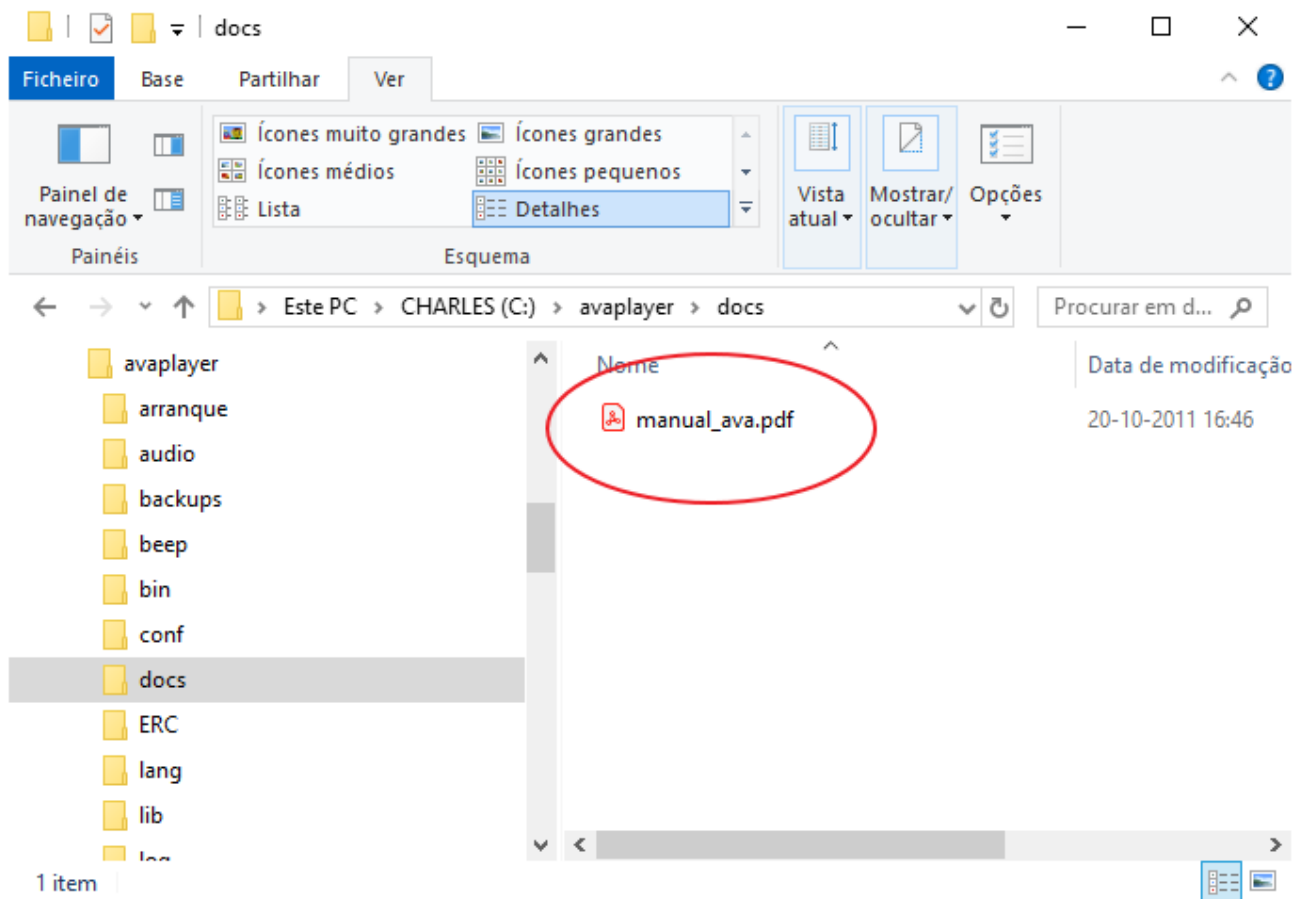 docs
Ficheiro Base Partilhar Ver
Ícones muito grandes Ícones grandes
Ícones médios Ícones pequenos
Lista Detalhes
Painel de navegação
Vista atual
Mostrar/ ocultar
Opções
Painéis Esquema
Este PC > CHARLES (C:) > avaplayer > docs
Procurar em d...
Nome Data de modificação
manual_ava.pdf 20-10-2011 16:46
avaplayer
arranque
audio
backups
beep
bin
conf
docs
ERC
lang
lib
1 item